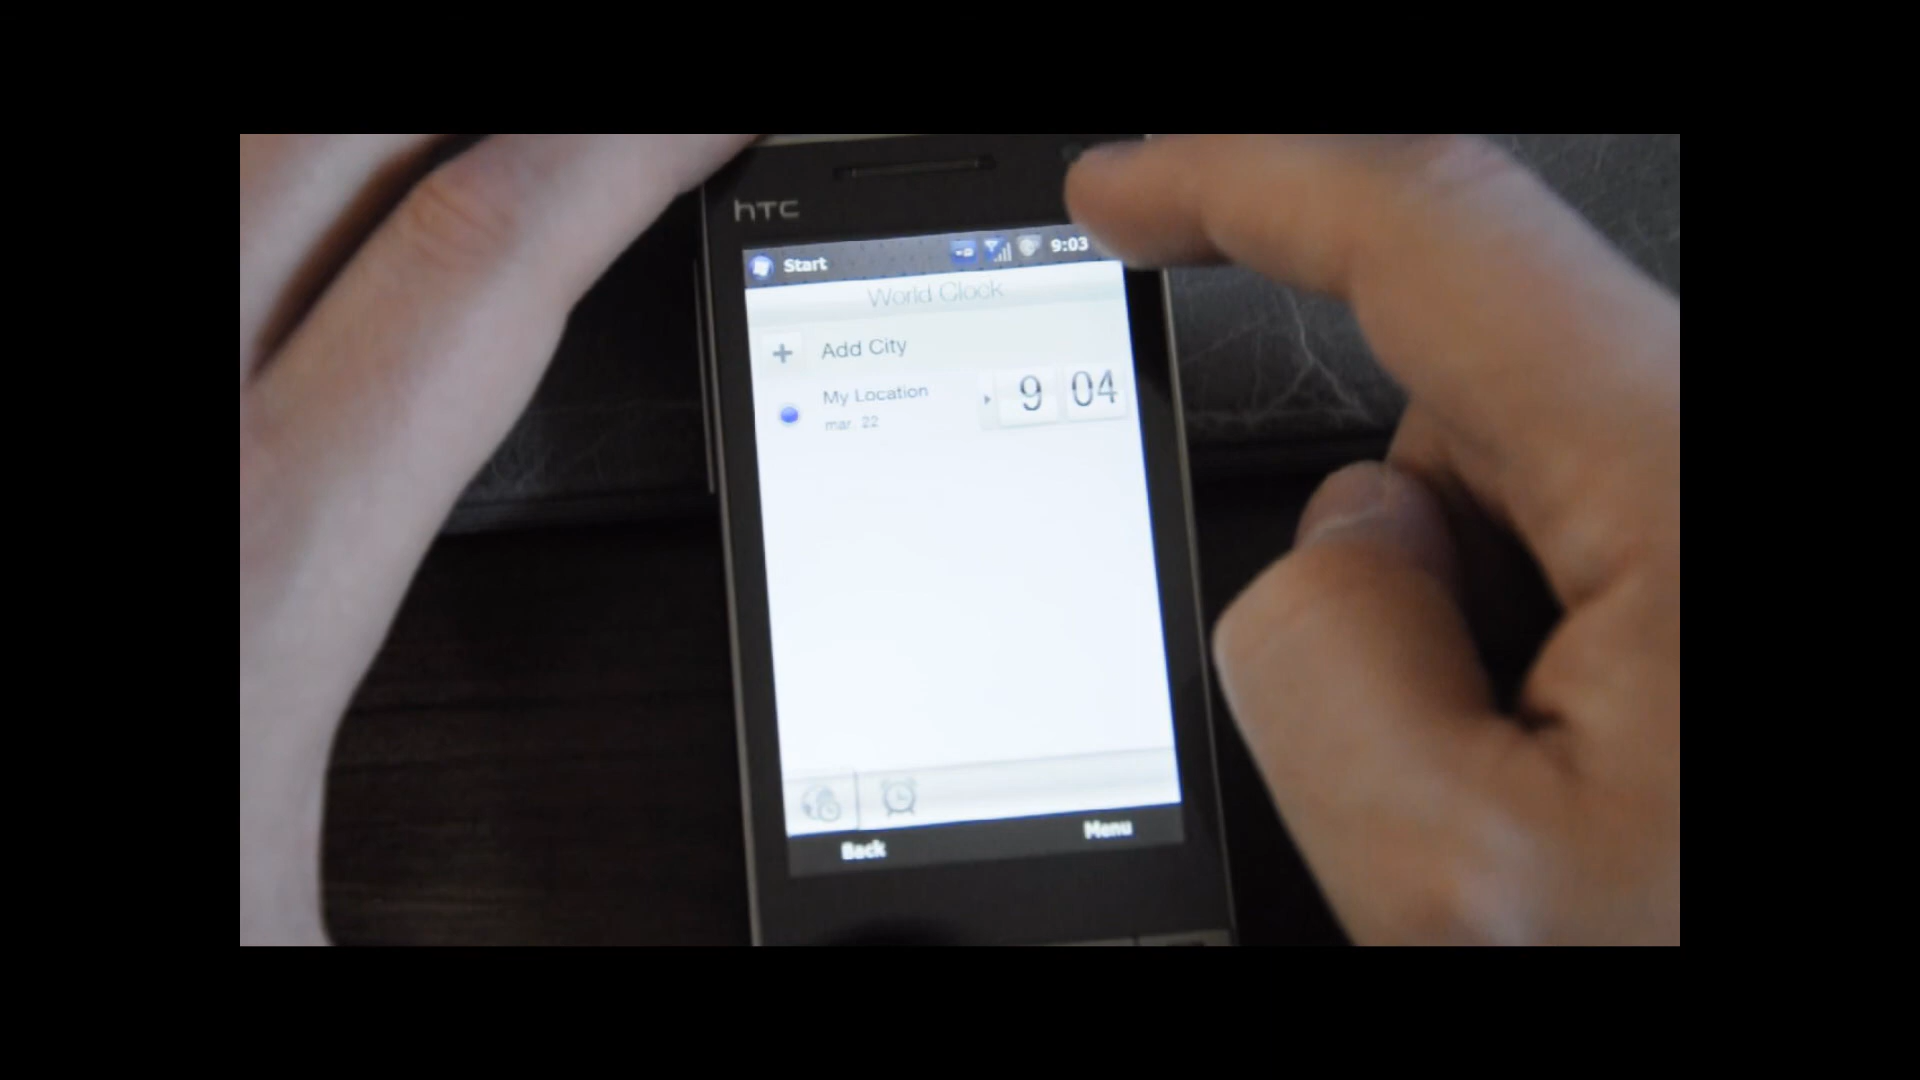 hTC
Start 9:03
World Clock
Add City
My Location
mar. 22
9 04
Back Menu